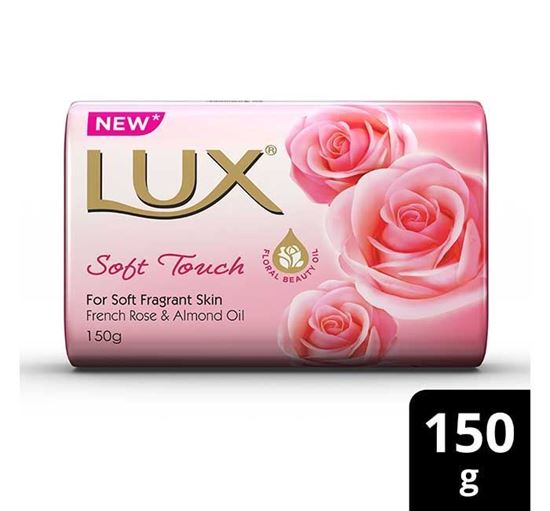 NEW*
LUX®
Soft Touch
FLORAL BEAUTY OIL
For Soft Fragrant Skin
French Rose & Almond Oil
150g
150
g